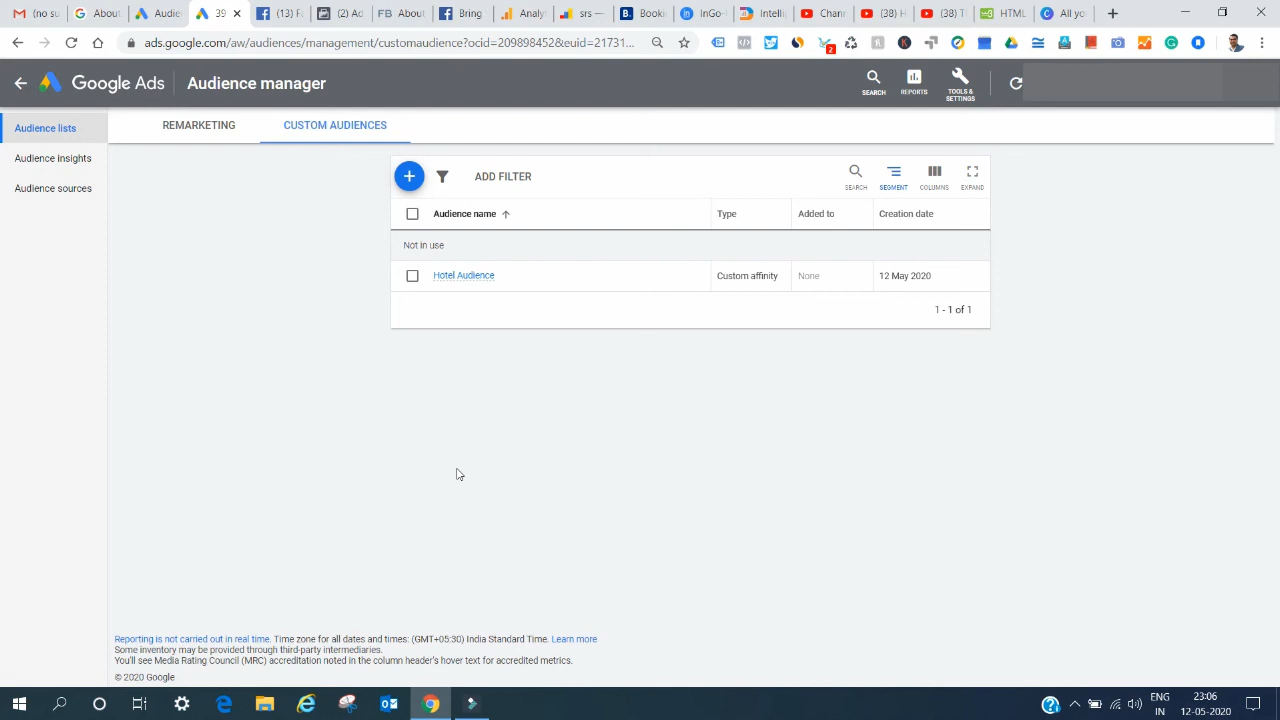 (no su
About
Audie
39
(13) F
(2) Ad
About
Bring
Analy
srs —
Booki
InGo-
Intelli
Chan
(38) H
(38) T
HTML
All yo
ads.google.com/aw/audiences/management/customaudience?ocid=209898452&euid=21731...
2
Google Ads
Audience manager
SEARCH
REPORTS
TOOLS &
SETTINGS
Audience lists
Audience insights
Audience sources
REMARKETING
CUSTOM AUDIENCES
ADD FILTER
SEARCH
SEGMENT
COLUMNS
EXPAND
Audience name
Type
Added to
Creation date
Not in use
Hotel Audience
Custom affinity
None
12 May 2020
1 - 1 of 1
Reporting is not carried out in real time. Time zone for all dates and times: (GMT+05:30) India Standard Time. Learn more
Some inventory may be provided through third-party intermediaries.
You'll see Media Rating Council (MRC) accreditation noted in the column header's hover text for accredited metrics.
© 2020 Google
ENG
IN
23:06
12-05-2020